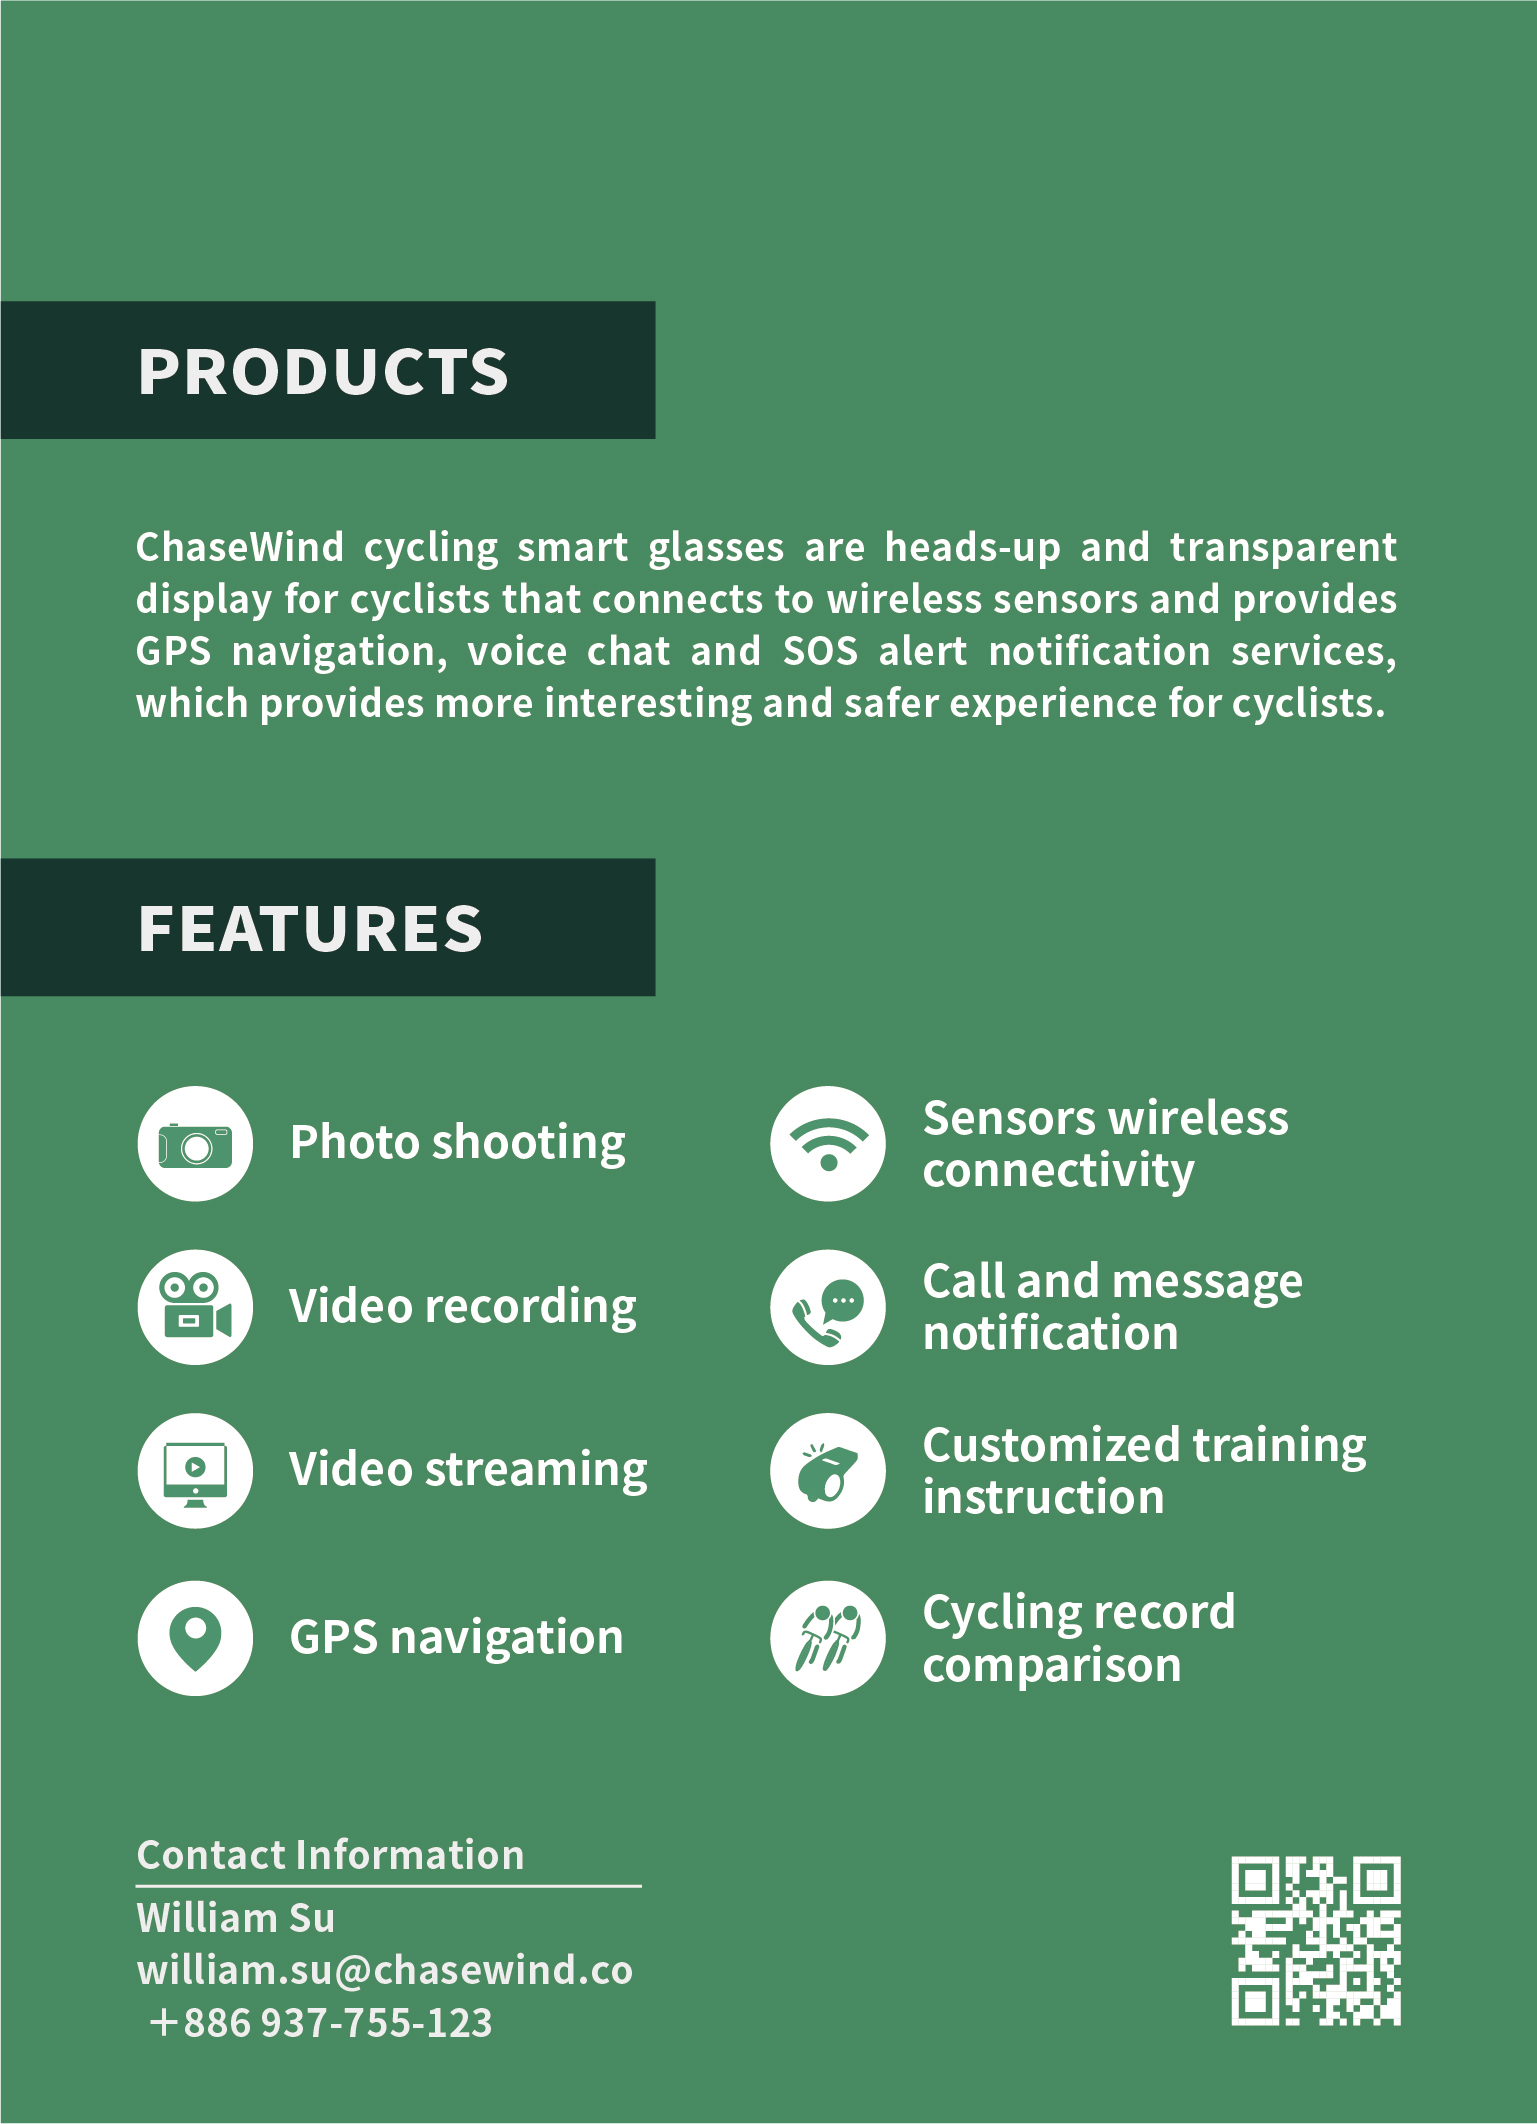 PRODUCTS
ChaseWind cycling smart glasses are heads-up and transparent
display for cyclists that connects to wireless sensors and provides
GPS navigation, voice chat and SOS alert notification services,
which provides more interesting and safer experience for cyclists.
FEATURES
Photo shooting
Video recording
Video streaming
GPS navigation
Sensors wireless
connectivity
Call and message
notification
Customized training
instruction
Cycling record
comparison
Contact Information
William Su
william.su@chasewind.co
＋886 937-755-123